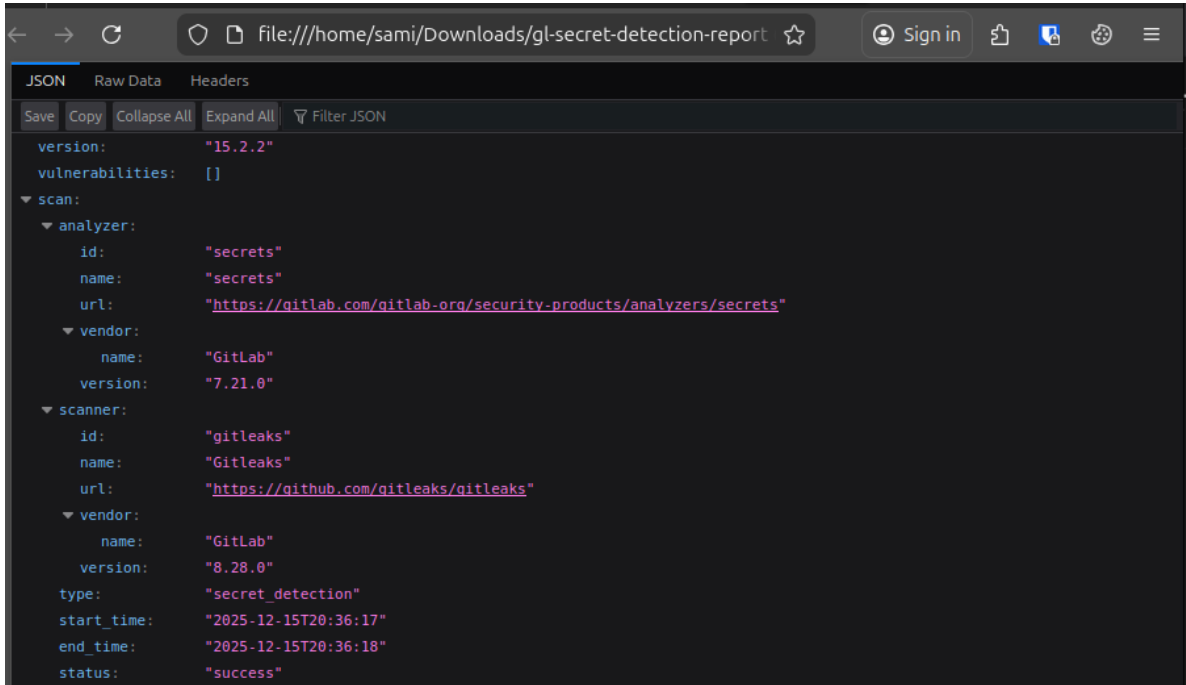 file:///home/sami/Downloads/gl-secret-detection-report
Sign in
JSON Raw Data Headers
Save Copy Collapse All Expand All Filter JSON
version: "15.2.2"
vulnerabilities: []
scan:
analyzer:
id: "secrets"
name: "secrets"
url: "https://gitlab.com/gitlab-org/security-products/analyzers/secrets"
vendor:
name: "GitLab"
version: "7.21.0"
scanner:
id: "gitleaks"
name: "Gitleaks"
url: "https://github.com/gitleaks/gitleaks"
vendor:
name: "GitLab"
version: "8.28.0"
type: "secret_detection"
start_time: "2025-12-15T20:36:17"
end_time: "2025-12-15T20:36:18"
status: "success"